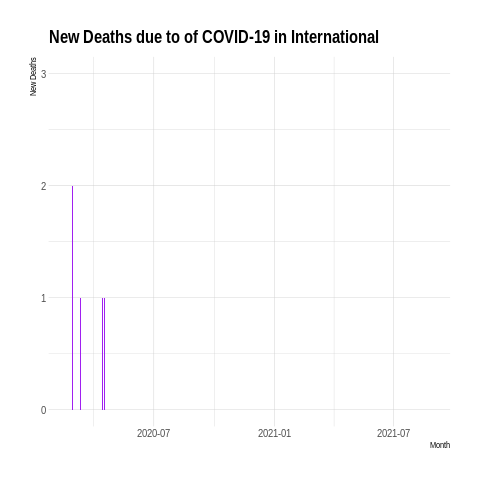 New Deaths due to of COVID-19 in International
New Deaths
3
2
1
0
2020-07 2021-01 2021-07
Month